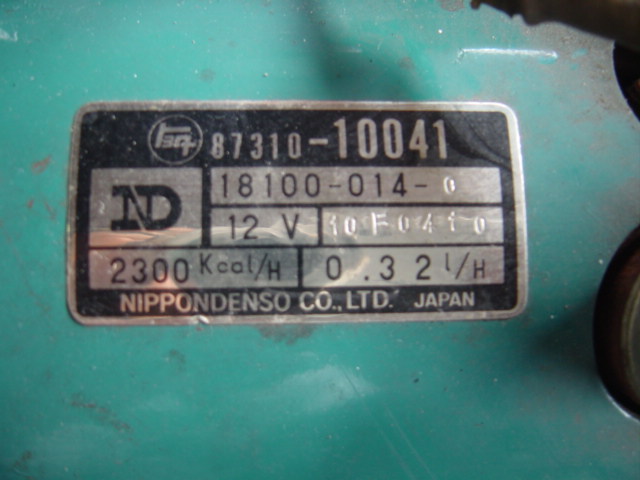 87310-10041
ND
18100-014-0
12 V 10F0410
2300 Kcal/H 0.32 l/H
NIPPONDENSO CO., LTD. JAPAN